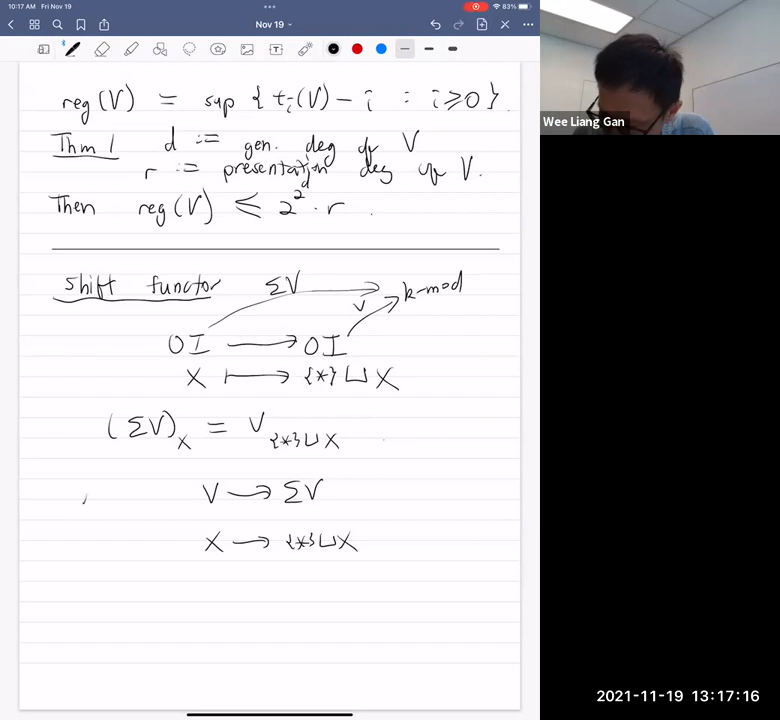 10:17 AM Fri Nov 19
83%
Nov 19
reg(V) = sup { tᵢ(V) − i : i ≥ 0 }.
Thm 1 d := gen. deg of V
r := presentation deg of V.
Then reg(V) ≤ 2^{2^d} · r.
Shift functor ΣV
V k-mod
OI ⟶ OI
X ⟼ {*} ⊔ X
(ΣV)_X = V_{{*} ⊔ X}
V ⟶ ΣV
X ⟶ {*} ⊔ X
Wee Liang Gan
2021-11-19 13:17:16